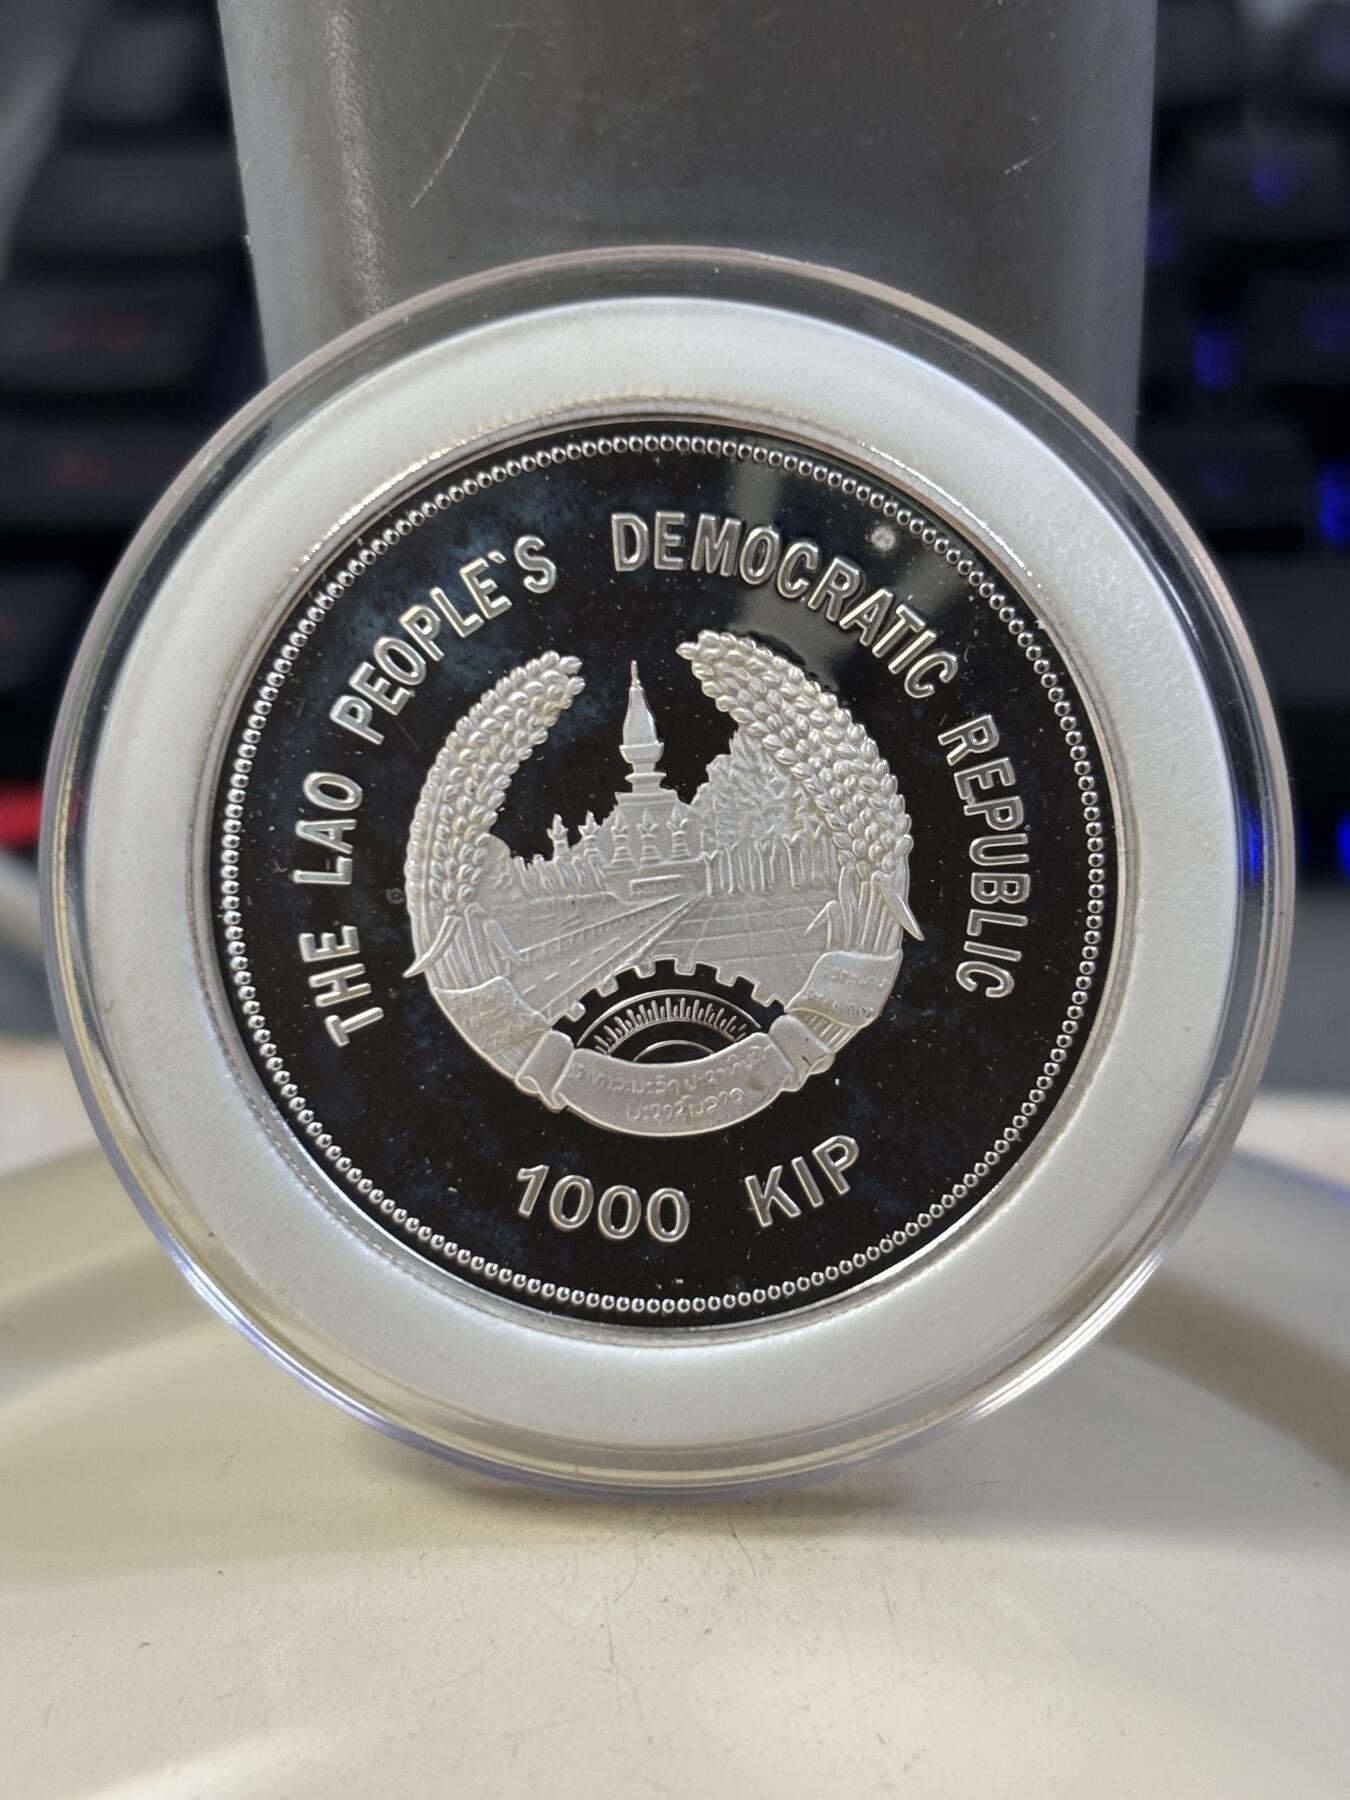 THE LAO PEOPLE'S DEMOCRATIC REPUBLIC
1000 KIP